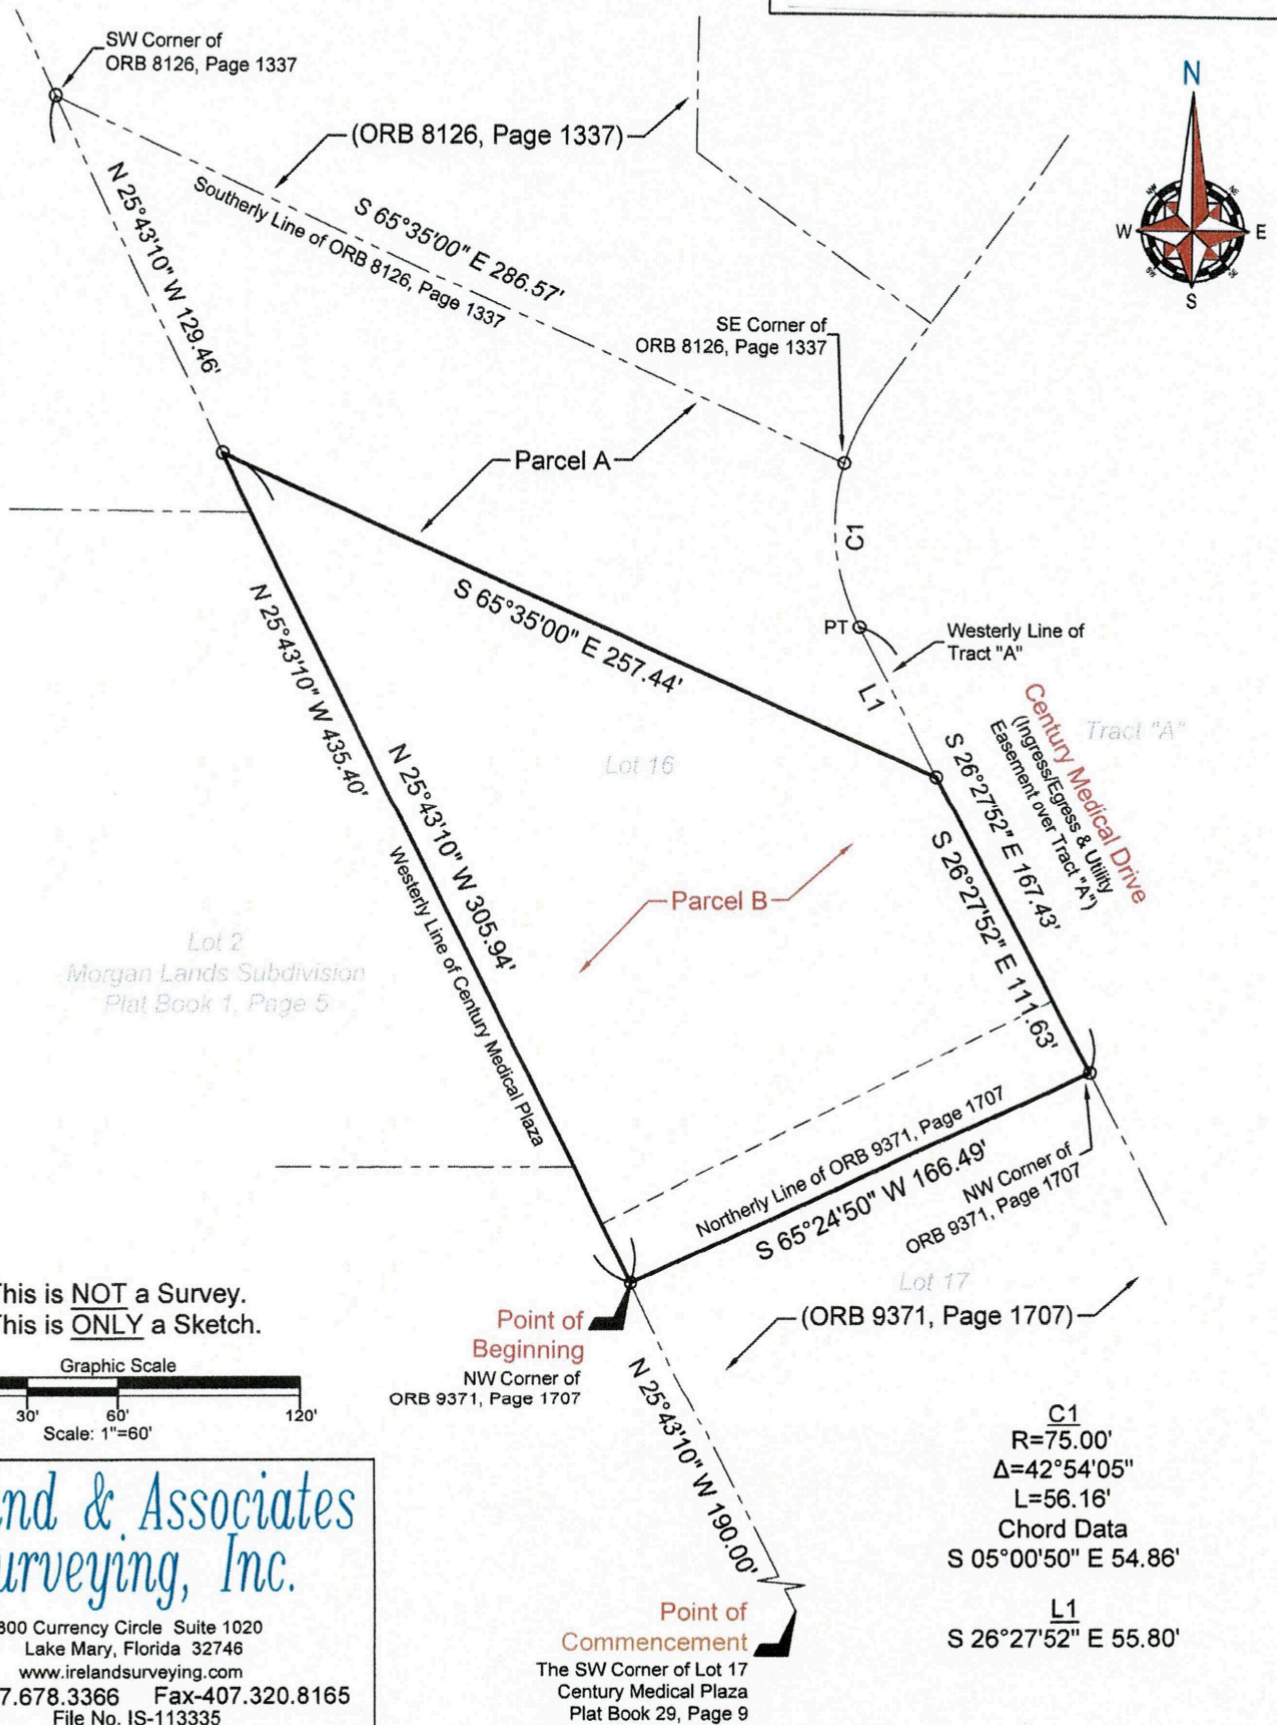 SW Corner of
ORB 8126, Page 1337
(ORB 8126, Page 1337)
N
W
E
S
NW
NE
SW
SE
N 25°43'10" W 129.46'
S 65°35'00" E 286.57'
Southerly Line of ORB 8126, Page 1337
SE Corner of
ORB 8126, Page 1337
Parcel A
C1
S 65°35'00" E 257.44'
PT
Westerly Line of
Tract "A"
L1
N 25°43'10" W 435.40'
N 25°43'10" W 305.94'
Westerly Line of Century Medical Plaza
Lot 16
Century Medical Drive
(Ingress/Egress & Utility
Easement over Tract "A")
Tract "A"
S 26°27'52" E 167.43'
S 26°27'52" E 111.63'
Parcel B
Lot 2
Morgan Lands Subdivision
Plat Book 1, Page 5
Northerly Line of ORB 9371, Page 1707
S 65°24'50" W 166.49'
NW Corner of
ORB 9371, Page 1707
Lot 17
(ORB 9371, Page 1707)
This is NOT a Survey.
This is ONLY a Sketch.
Graphic Scale
30'
60'
120'
Scale: 1"=60'
Point of
Beginning
NW Corner of
ORB 9371, Page 1707
N 25°43'10" W 190.00'
Point of
Commencement
The SW Corner of Lot 17
Century Medical Plaza
Plat Book 29, Page 9
C1
R=75.00'
Δ=42°54'05"
L=56.16'
Chord Data
S 05°00'50" E 54.86'
L1
S 26°27'52" E 55.80'
nd & Associates
urveying, Inc.
800 Currency Circle Suite 1020
Lake Mary, Florida 32746
www.irelandsurveying.com
7.678.3366 Fax-407.320.8165
File No. IS-113335